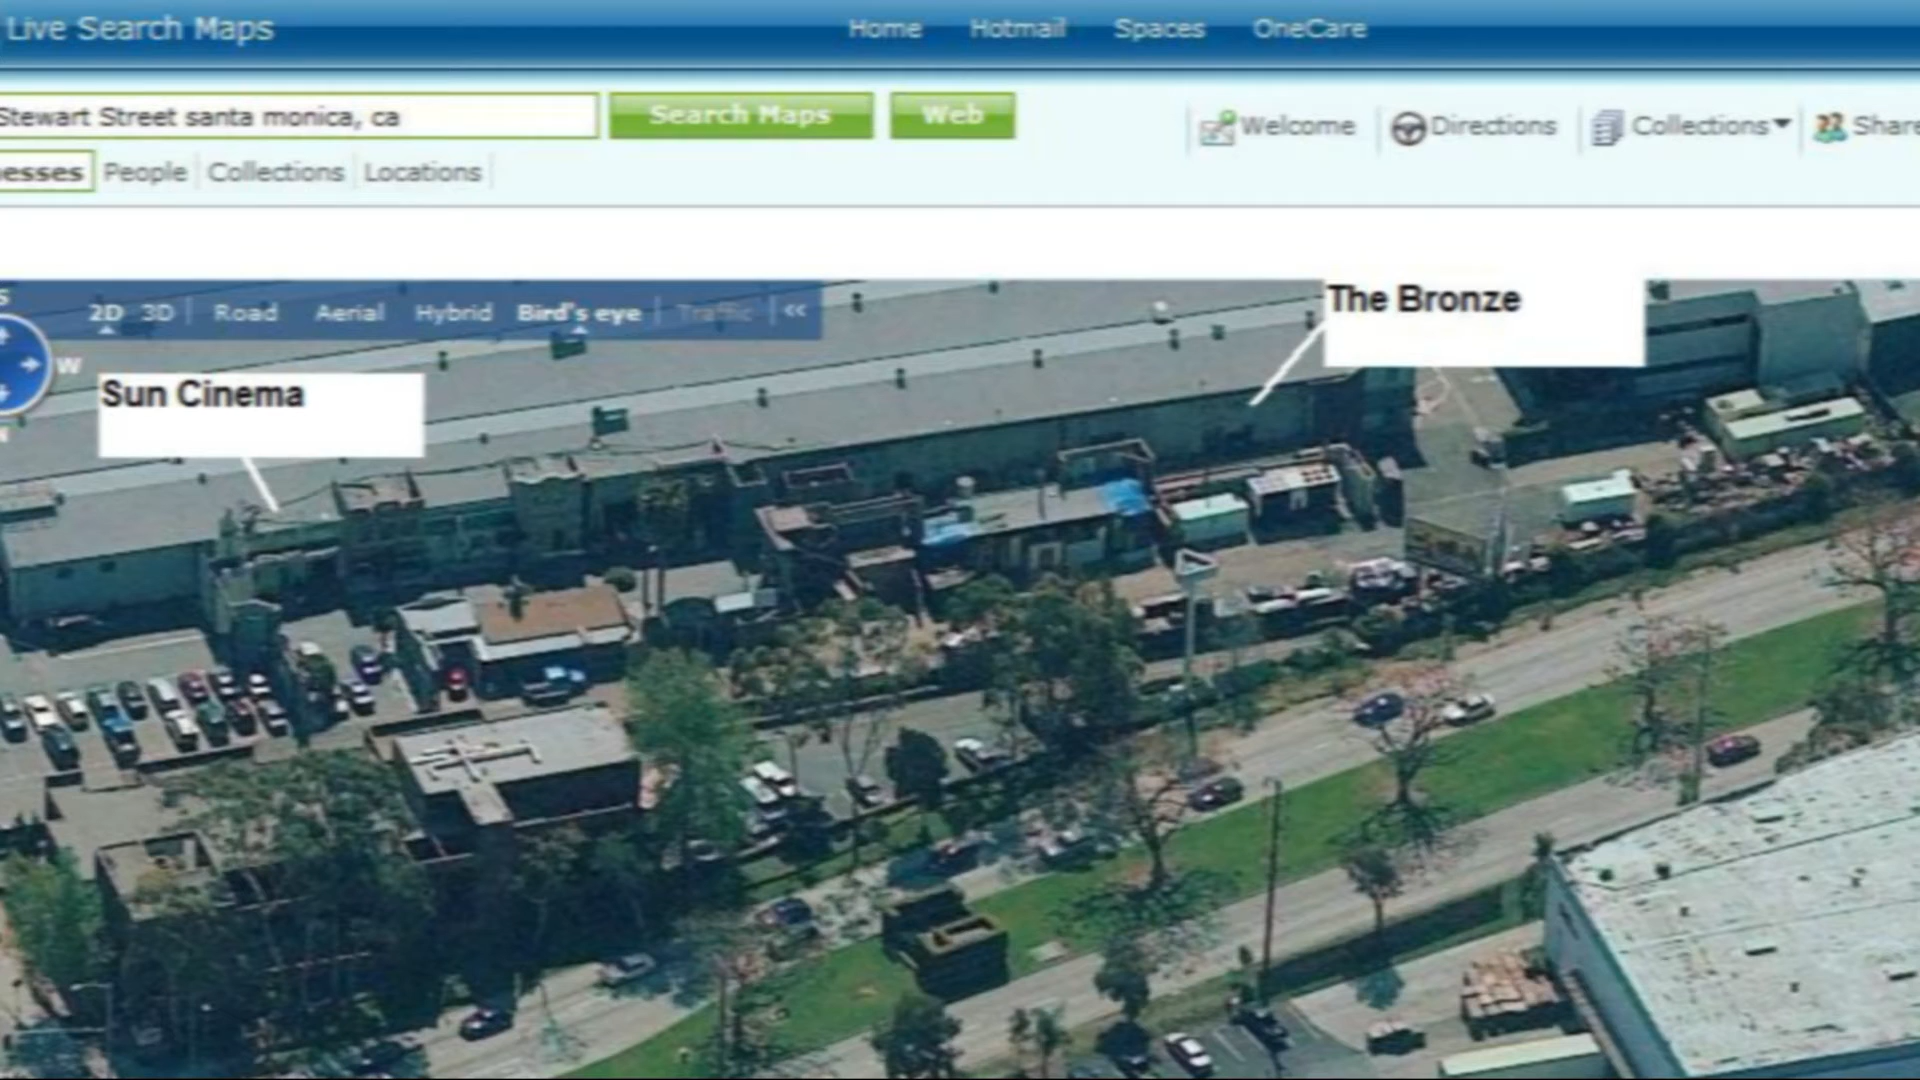 Live Search Maps
Home Hotmail Spaces OneCare
Stewart Street santa monica, ca
Search Maps Web
Welcome Directions Collections Share
esses People Collections Locations
The Bronze
S
2D 3D Road Aerial Hybrid Bird's eye Traffic <<
W
Sun Cinema